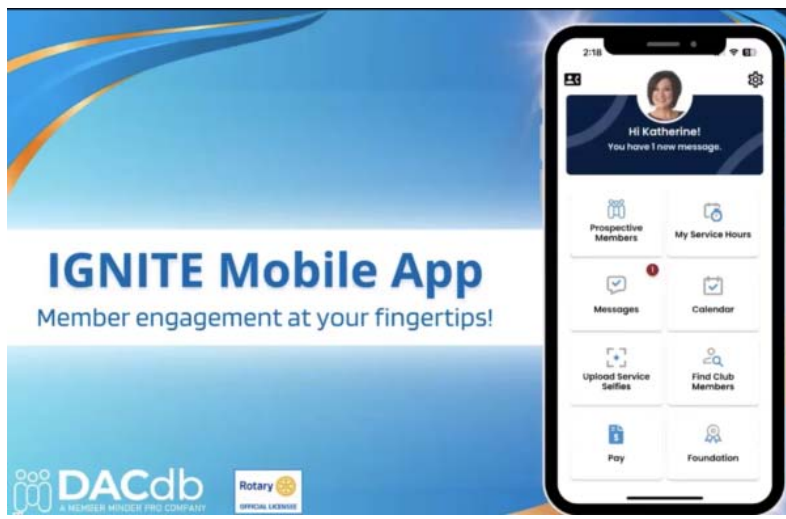 IGNITE Mobile App
Member engagement at your fingertips!
DACdb
A MEMBER MINDER PRO COMPANY
Rotary
OFFICIAL LICENSEE
2:18
Hi Katherine!
You have 1 new message.
Prospective
Members
My Service Hours
1
Messages
Calendar
Upload Service
Selfies
Find Club
Members
Pay
Foundation